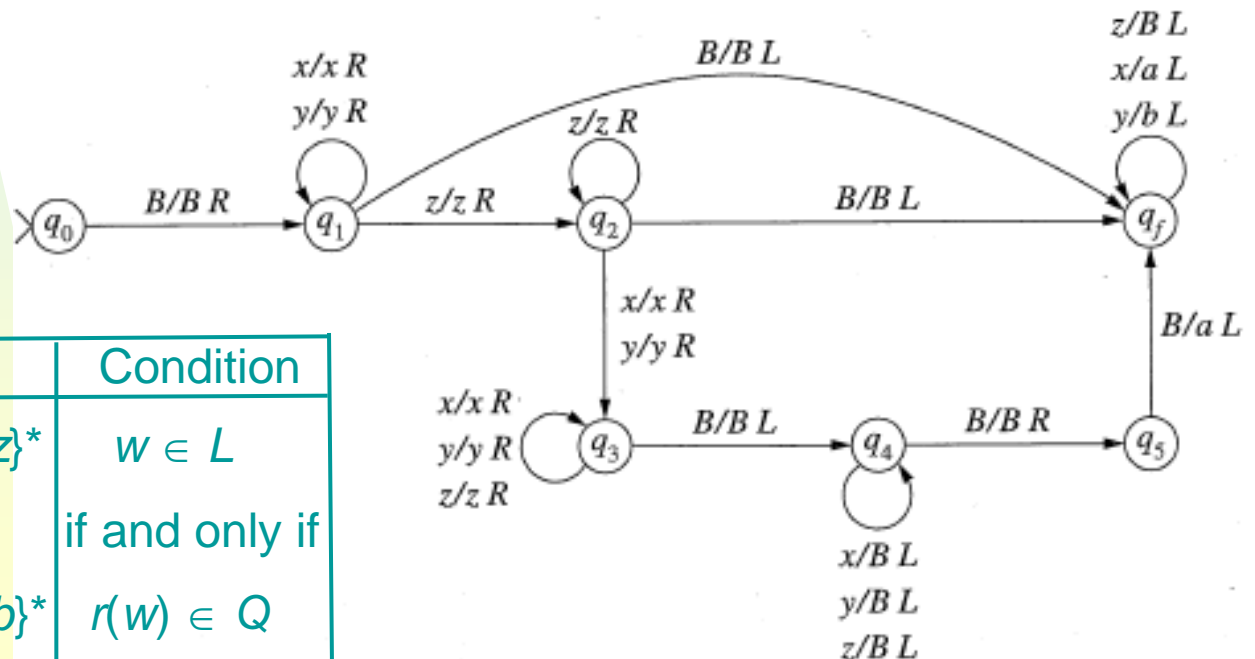 z/B L
x/a L
y/b L
B/B L
x/x R
y/y R
z/z R
q0
B/B R
q1
z/z R
q2
B/B L
qf
x/x R
y/y R
B/a L
Condition
z}* w ∈ L
if and only if
b}* r(w) ∈ Q
x/x R
y/y R
z/z R
q3
B/B L
q4
B/B R
q5
x/B L
y/B L
z/B L